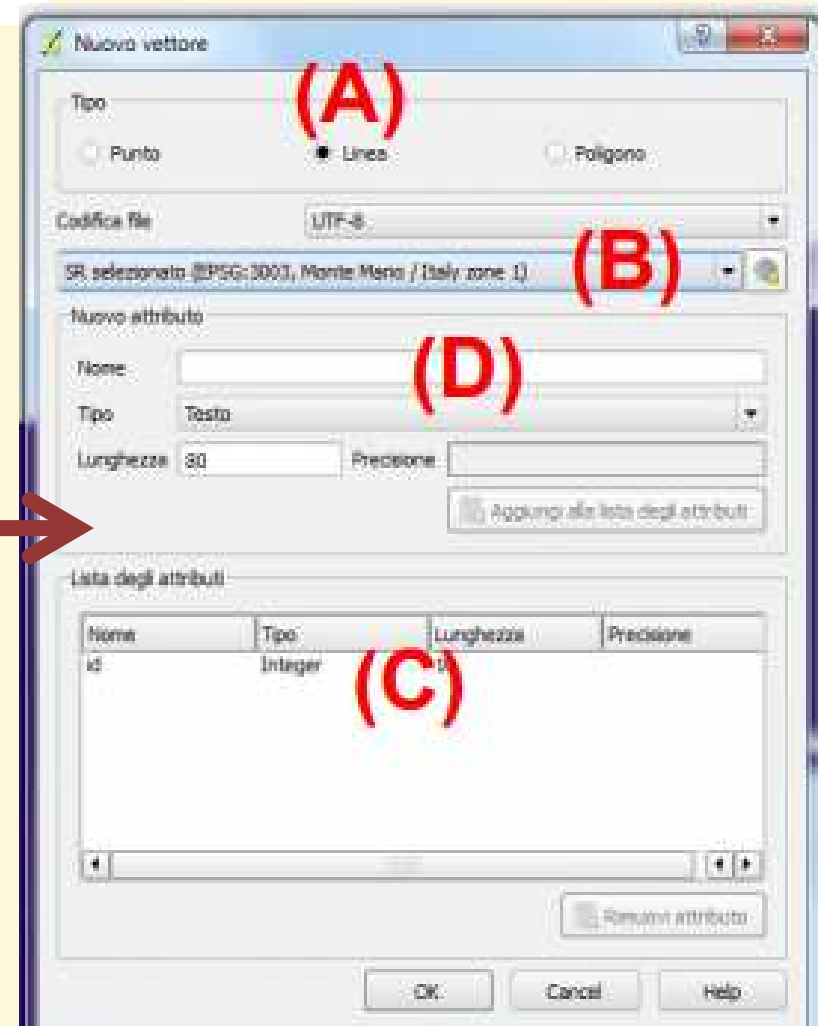 Nuovo vettore
(A)
Tipo
Punto Linea Poligono
Codifica file UTF-8
(B)
SR selezionato (EPSG:3003, Monte Mario / Italy zone 1)
Nuovo attributo
(D)
Nome
Tipo Testo
Lunghezza 80 Precisione
Aggiungi alla lista degli attributi
Lista degli attributi
Nome Tipo Lunghezza Precisione
id Integer
(C)
Rimuovi attributo
OK Cancel Help